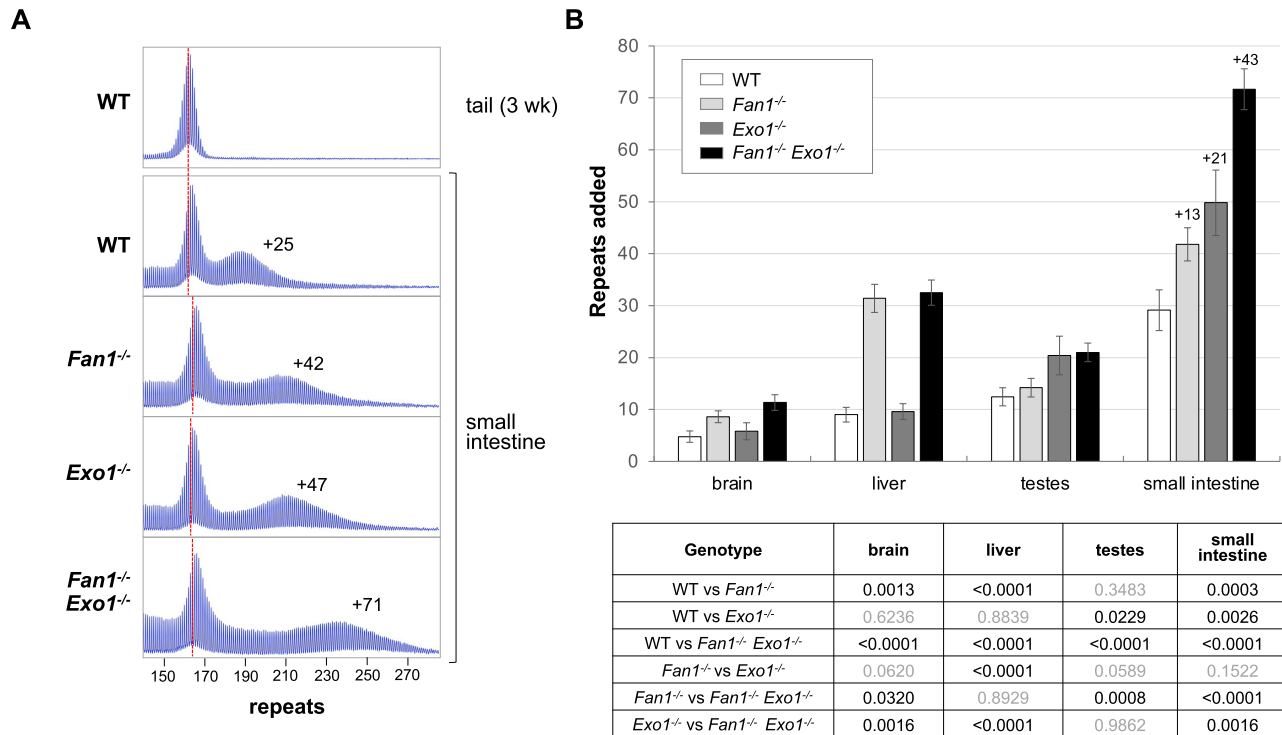 A
WT
tail (3 wk)
WT
+25
Fan1-/-
+42
small
intestine
Exo1-/-
+47
Fan1-/-
Exo1-/-
+71
150 170 190 210 230 250 270
repeats
B
80
70
60
50
40
30
20
10
0
Repeats added
WT
Fan1-/-
Exo1-/-
Fan1-/- Exo1-/-
+13
+21
+43
brain liver testes small intestine
Genotype brain liver testes small intestine
WT vs Fan1-/- 0.0013 <0.0001 0.3483 0.0003
WT vs Exo1-/- 0.6236 0.8839 0.0229 0.0026
WT vs Fan1-/- Exo1-/- <0.0001 <0.0001 <0.0001 <0.0001
Fan1-/- vs Exo1-/- 0.0620 <0.0001 0.0589 0.1522
Fan1-/- vs Fan1-/- Exo1-/- 0.0320 0.8929 0.0008 <0.0001
Exo1-/- vs Fan1-/- Exo1-/- 0.0016 <0.0001 0.9862 0.0016